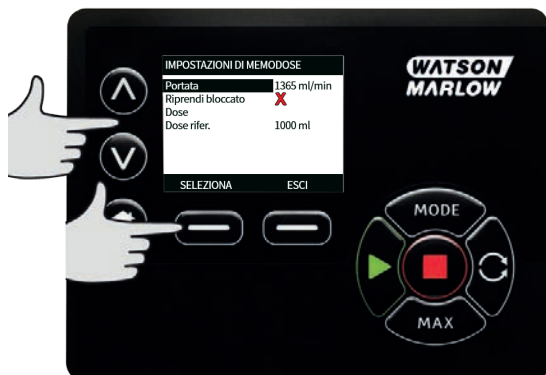 IMPOSTAZIONI DI MEMODOSE
Portata 1365 ml/min
Riprendi bloccato X
Dose
Dose rifer. 1000 ml
SELEZIONA ESCI
WATSON
MARLOW
MODE
MAX